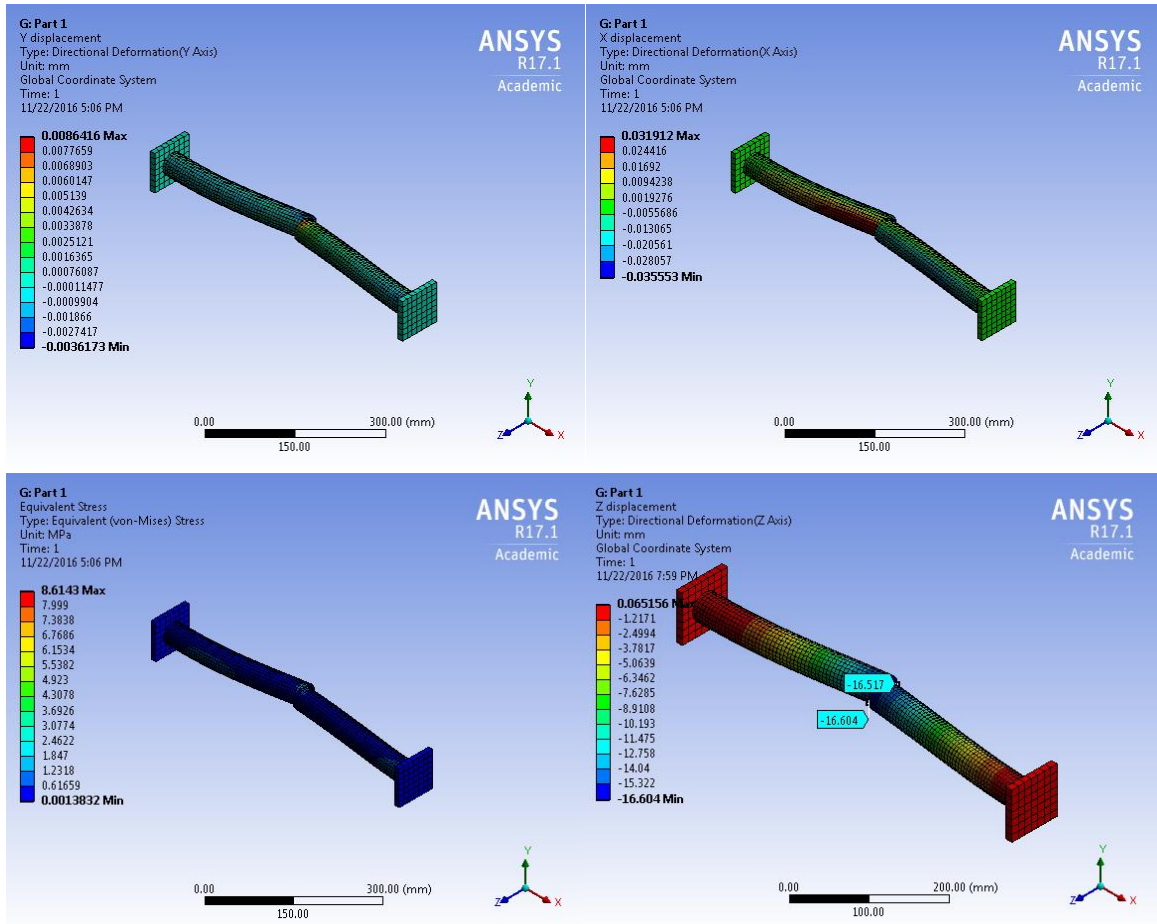 G: Part 1
Y displacement
Type: Directional Deformation(Y Axis)
Unit: mm
Global Coordinate System
Time: 1
11/22/2016 5:06 PM
ANSYS
R17.1
Academic
0.0086416 Max
0.0077659
0.0068903
0.0060147
0.005139
0.0042634
0.0033878
0.0025121
0.0016365
0.00076087
-0.00011477
-0.0009904
-0.001866
-0.0027417
-0.0036173 Min
0.00
300.00 (mm)
150.00
Y
Z
X
G: Part 1
X displacement
Type: Directional Deformation(X Axis)
Unit: mm
Global Coordinate System
Time: 1
11/22/2016 5:06 PM
ANSYS
R17.1
Academic
0.031912 Max
0.024416
0.01692
0.0094238
0.0019276
-0.0055686
-0.013065
-0.020561
-0.028057
-0.035553 Min
0.00
300.00 (mm)
150.00
Y
Z
X
G: Part 1
Equivalent Stress
Type: Equivalent (von-Mises) Stress
Unit: MPa
Time: 1
11/22/2016 5:06 PM
ANSYS
R17.1
Academic
8.6143 Max
7.999
7.3838
6.7686
6.1534
5.5382
4.923
4.3078
3.6926
3.0774
2.4622
1.847
1.2318
0.61659
0.0013832 Min
0.00
300.00 (mm)
150.00
Y
Z
X
G: Part 1
Z displacement
Type: Directional Deformation(Z Axis)
Unit: mm
Global Coordinate System
Time: 1
11/22/2016 7:59 PM
ANSYS
R17.1
Academic
0.065156 Max
-1.2171
-2.4994
-3.7817
-5.0639
-6.3462
-7.6285
-8.9108
-10.193
-11.475
-12.758
-14.04
-15.322
-16.604 Min
-16.517
-16.604
0.00
200.00 (mm)
100.00
Y
Z
X